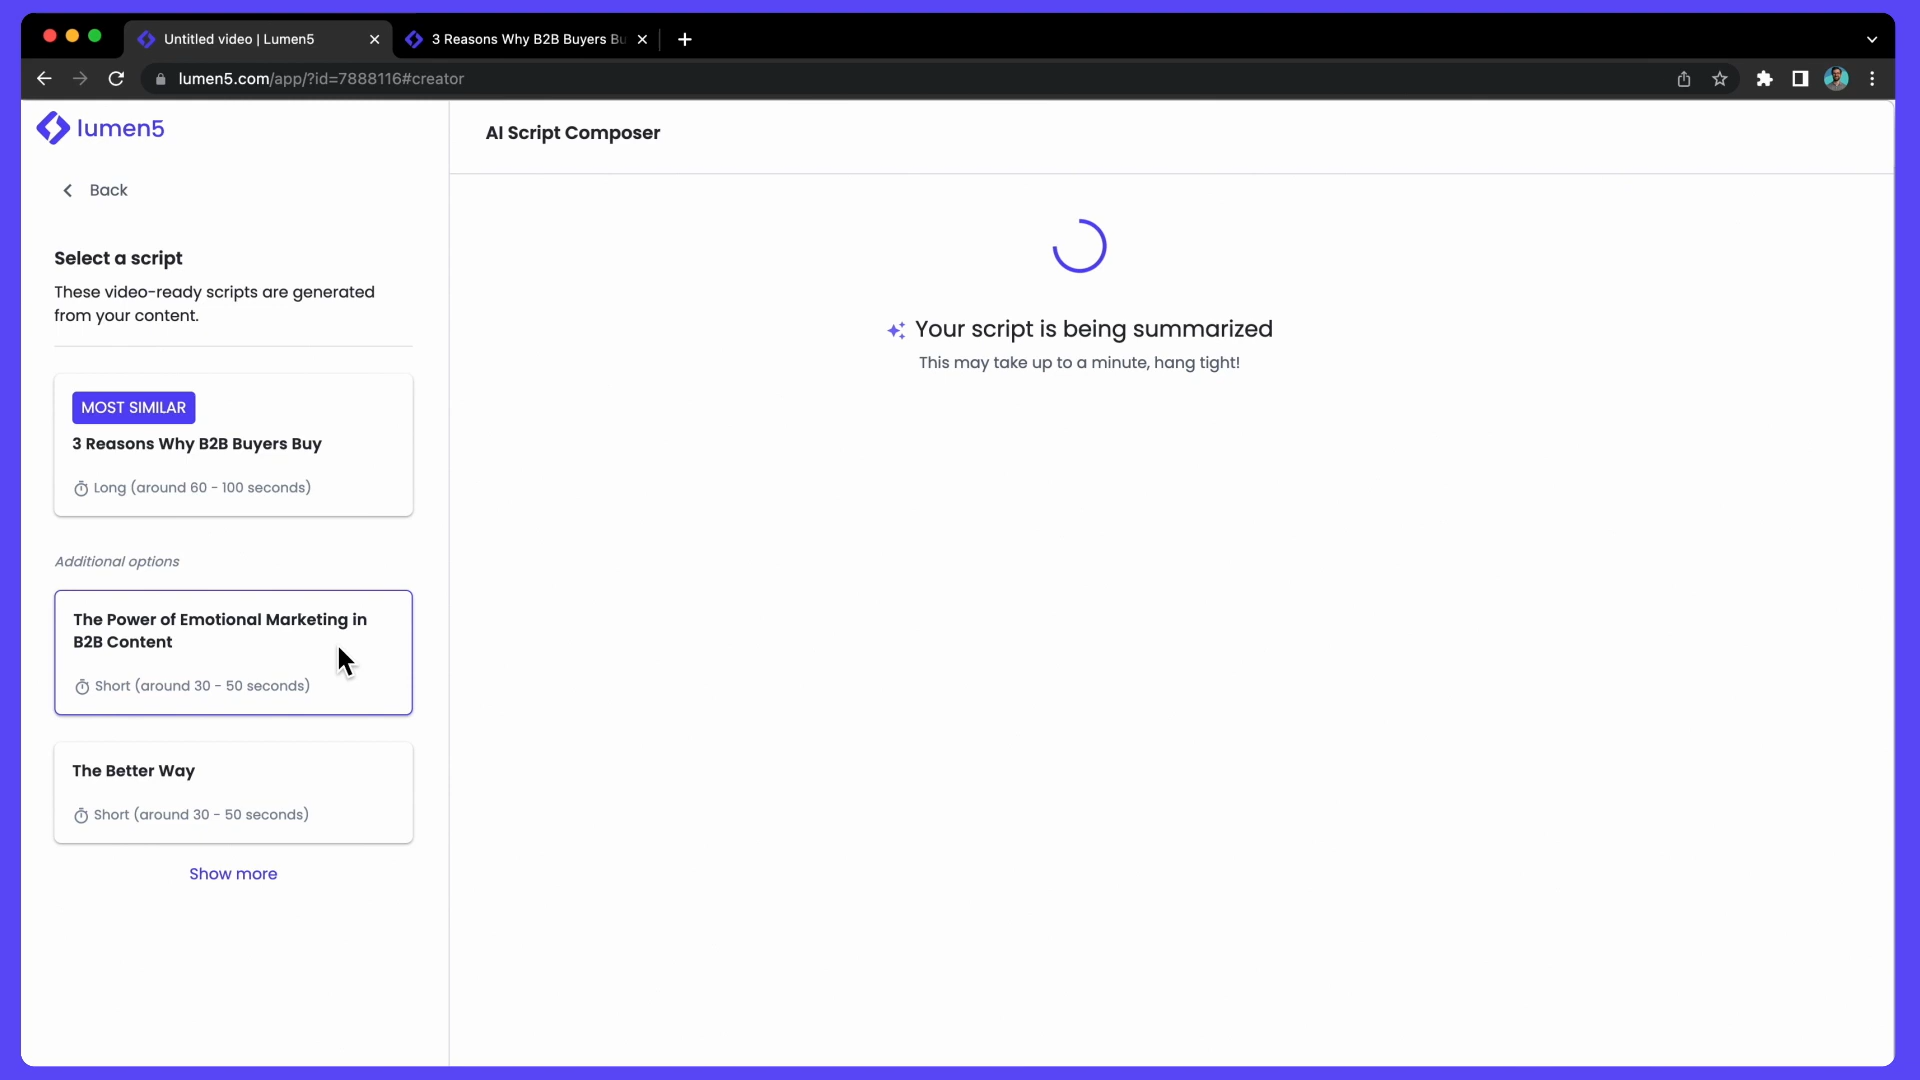 Untitled video | Lumen5
3 Reasons Why B2B Buyers Bu
lumen5.com/app/?id=7888116#creator
lumen5
AI Script Composer
Back
Select a script
These video-ready scripts are generated
from your content.
Your script is being summarized
This may take up to a minute, hang tight!
MOST SIMILAR
3 Reasons Why B2B Buyers Buy
Long (around 60 - 100 seconds)
Additional options
The Power of Emotional Marketing in
B2B Content
Short (around 30 - 50 seconds)
The Better Way
Short (around 30 - 50 seconds)
Show more